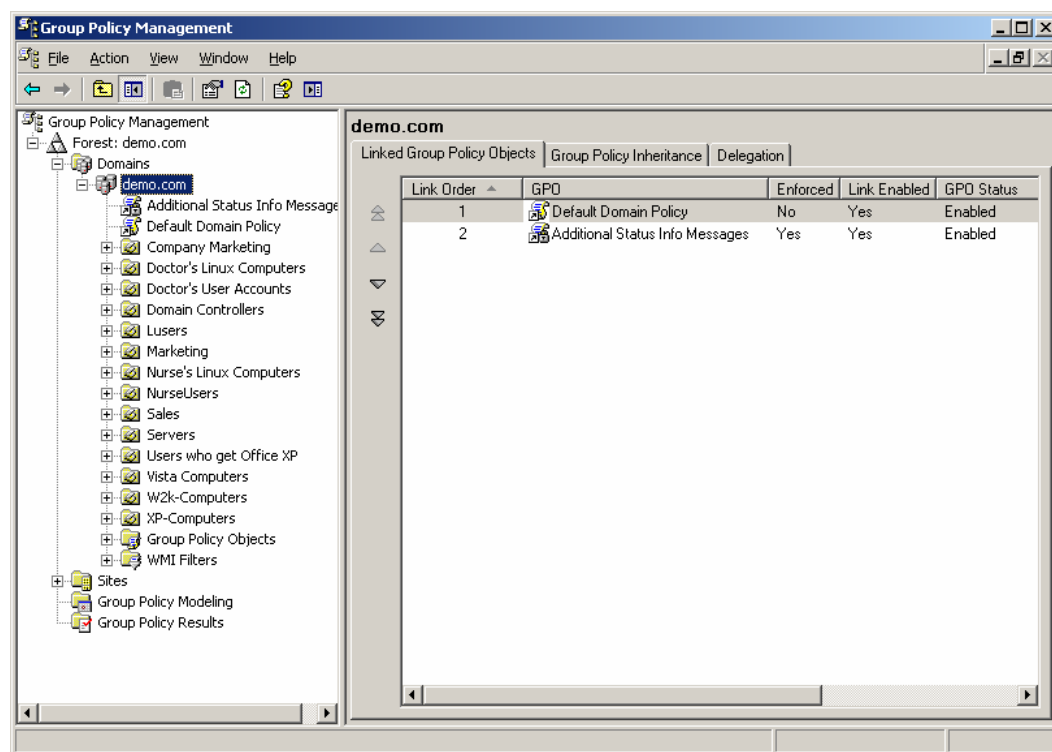 Group Policy Management
File Action View Window Help
Group Policy Management
Forest: demo.com
Domains
demo.com
Additional Status Info Message
Default Domain Policy
Company Marketing
Doctor's Linux Computers
Doctor's User Accounts
Domain Controllers
Lusers
Marketing
Nurse's Linux Computers
NurseUsers
Sales
Servers
Users who get Office XP
Vista Computers
W2k-Computers
XP-Computers
Group Policy Objects
WMI Filters
Sites
Group Policy Modeling
Group Policy Results
demo.com
Linked Group Policy Objects Group Policy Inheritance Delegation
Link Order GPO Enforced Link Enabled GPO Status
1 Default Domain Policy No Yes Enabled
2 Additional Status Info Messages Yes Yes Enabled